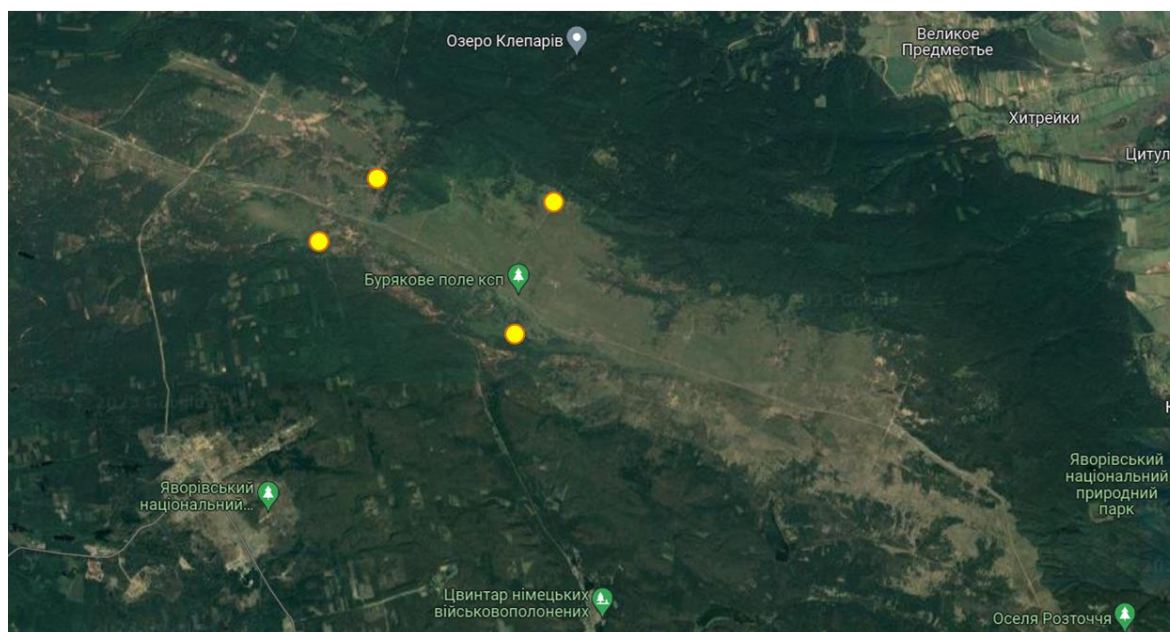 Озеро Клепарів
Великое
Предместье
Хитрейки
Цитул
Бурякове поле ксп
Яворівський
національний...
Яворівський
національний
природний
парк
Цвинтар німецьких
військовополонених
Оселя Розточчя